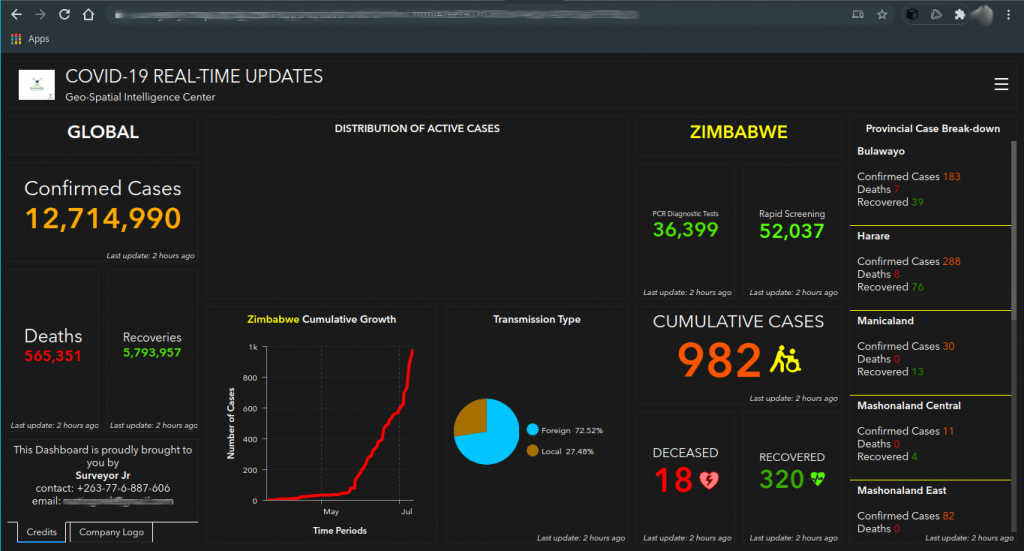 Apps
COVID-19 REAL-TIME UPDATES
Geo-Spatial Intelligence Center
GLOBAL
Confirmed Cases
12,714,990
Last update: 2 hours ago
Deaths
565,351
Last update: 2 hours ago
Recoveries
5,793,957
Last update: 2 hours ago
This Dashboard is proudly brought to
you by
Surveyor Jr
contact: +263-77-6-887-606
email:
Credits
Company Logo
DISTRIBUTION OF ACTIVE CASES
Zimbabwe Cumulative Growth
Number of Cases
1k
800
600
400
200
0
May
Jul
Time Periods
Transmission Type
Foreign 72.52%
Local 27.48%
Last update: 2 hours ago
ZIMBABWE
PCR Diagnostic Tests
36,399
Last update: 2 hours ago
Rapid Screening
52,037
Last update: 2 hours ago
CUMULATIVE CASES
982
Last update: 2 hours ago
DECEASED
18
Last update: 2 hours ago
RECOVERED
320
Last update: 2 hours ago
Provincial Case Break-down
Bulawayo
Confirmed Cases 183
Deaths 7
Recovered 39
Harare
Confirmed Cases 288
Deaths 8
Recovered 76
Manicaland
Confirmed Cases 30
Deaths 0
Recovered 13
Mashonaland Central
Confirmed Cases 11
Deaths 0
Recovered 4
Mashonaland East
Confirmed Cases 82
Deaths 0
Last update: 2 hours ago